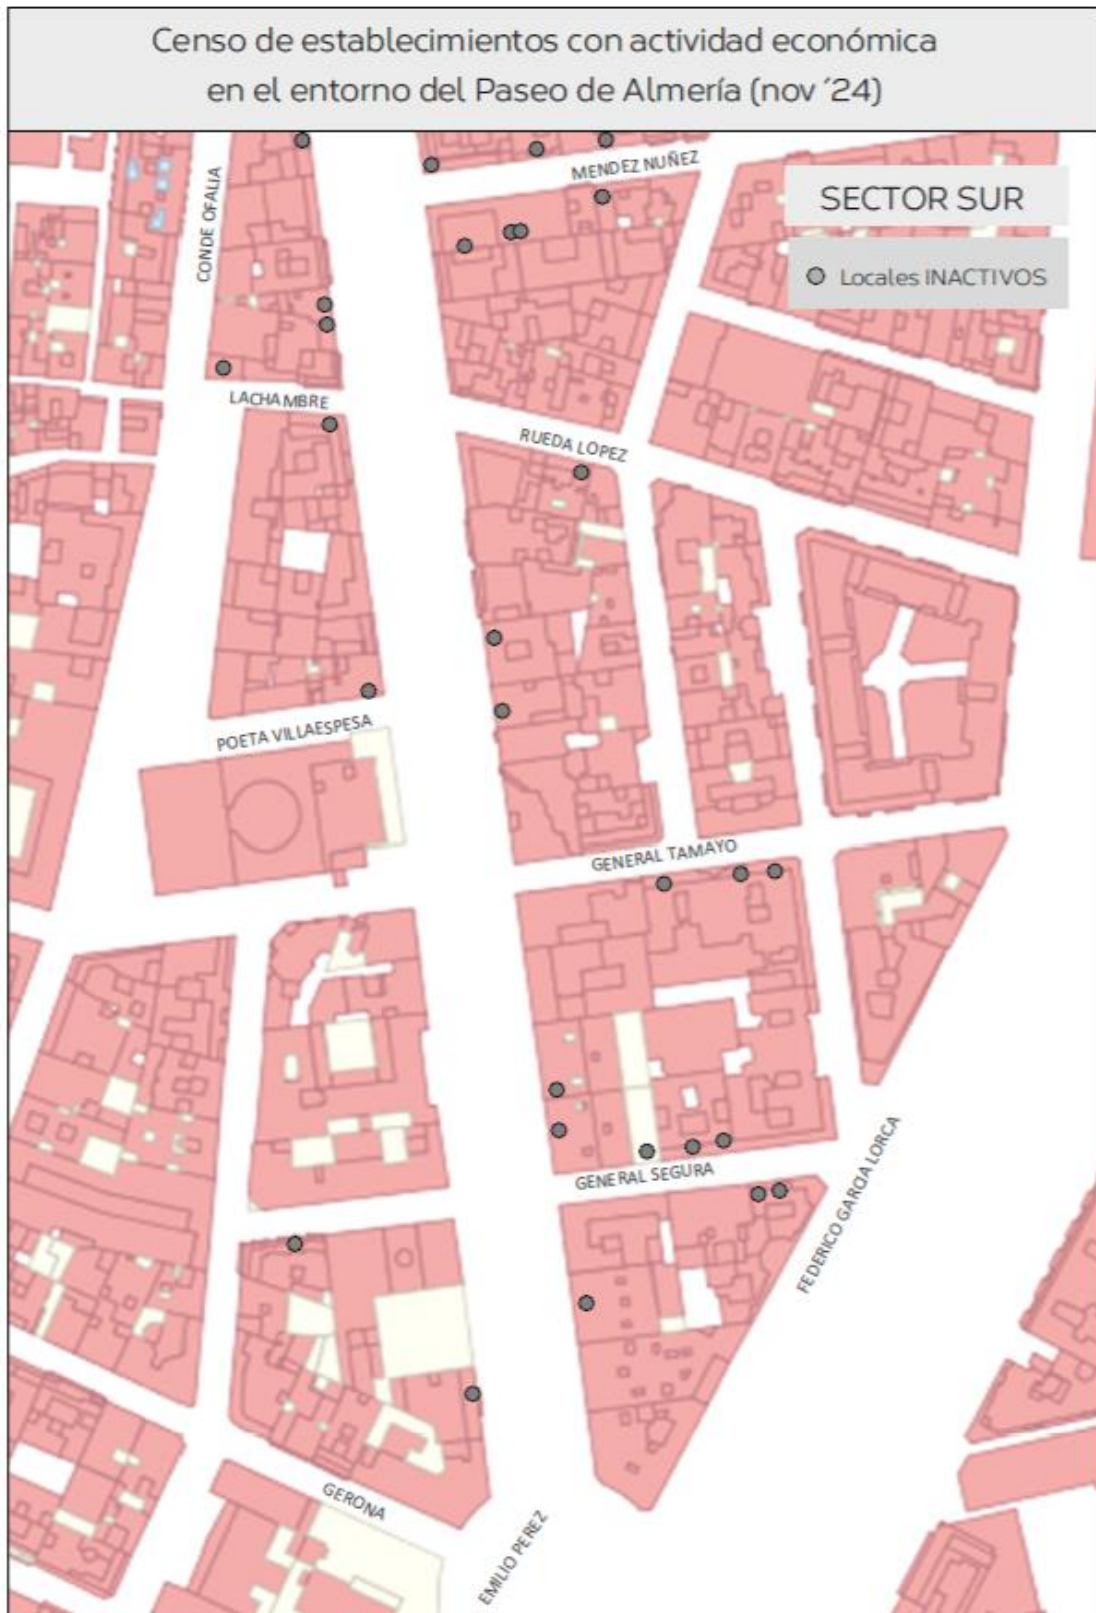 Censo de establecimientos con actividad económica
en el entorno del Paseo de Almería (nov ´24)
MENDEZ NUÑEZ
SECTOR SUR
CONDE OFALIA
Locales INACTIVOS
LACHAMBRE
RUEDA LÓPEZ
POETA VILLAESPESA
GENERAL TAMAYO
GENERAL SEGURA
FEDERICO GARCIA LORCA
GERONA
EMILIO PEREZ